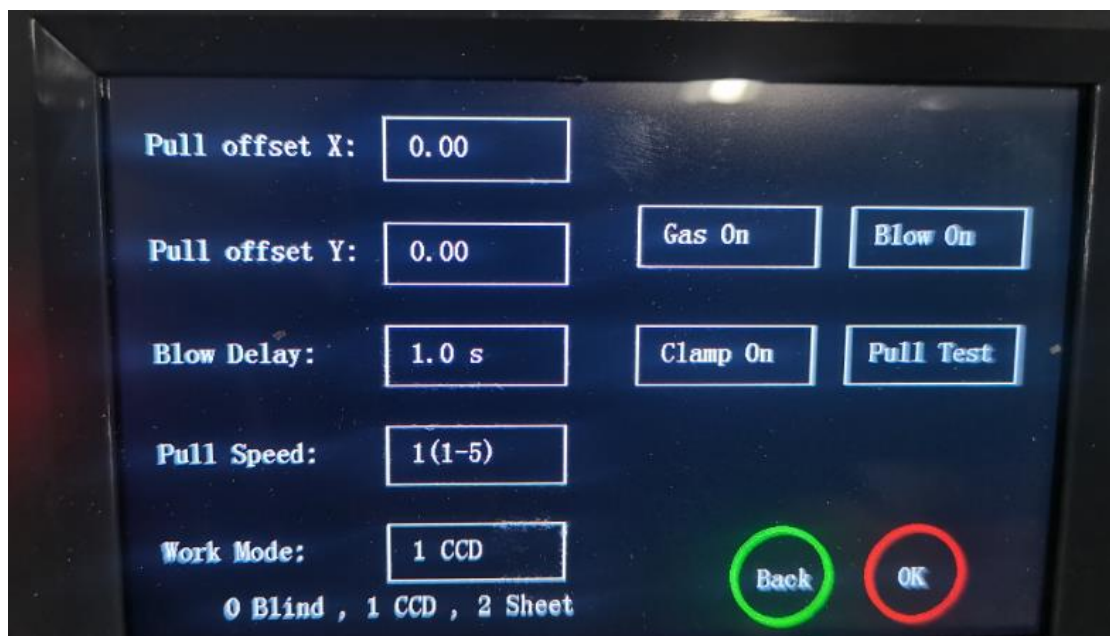 Pull offset X: 0.00
Pull offset Y: 0.00
Gas On Blow On
Blow Delay: 1.0 s
Clamp On Pull Test
Pull Speed: 1(1-5)
Work Mode: 1 CCD
Back OK
0 Blind , 1 CCD , 2 Sheet